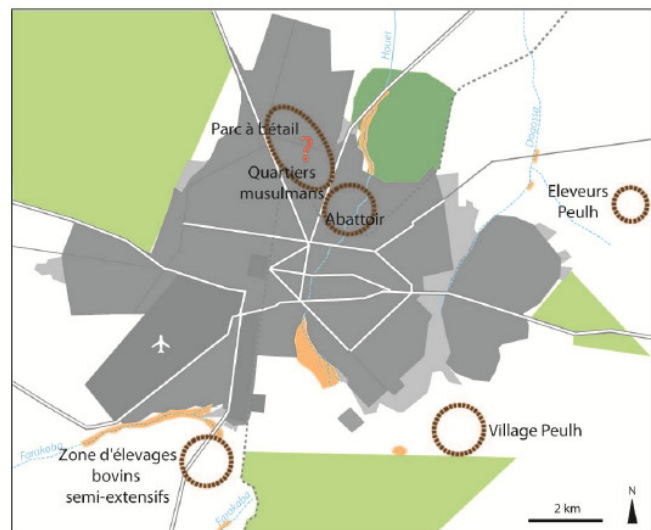 Houet
Parc à bétail
?
Quartiers
musulmans
Abattoir
Dogosse
Eleveurs
Peulh
Farakoba
Zone d'élevages
bovins
semi-extensifs
Village Peulh
Farakoba
2 km
N